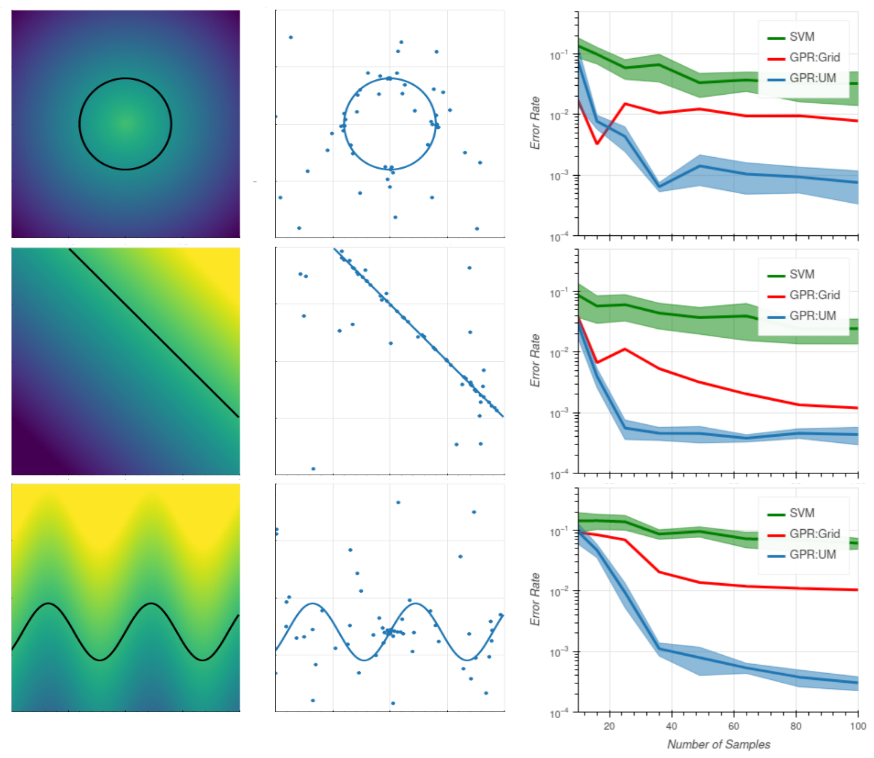 SVM
GPR:Grid
GPR:UM
10⁻¹
10⁻²
10⁻³
10⁻⁴
Error Rate
SVM
GPR:Grid
GPR:UM
10⁻¹
10⁻²
10⁻³
10⁻⁴
Error Rate
SVM
GPR:Grid
GPR:UM
10⁻¹
10⁻²
10⁻³
10⁻⁴
Error Rate
20 40 60 80 100
Number of Samples